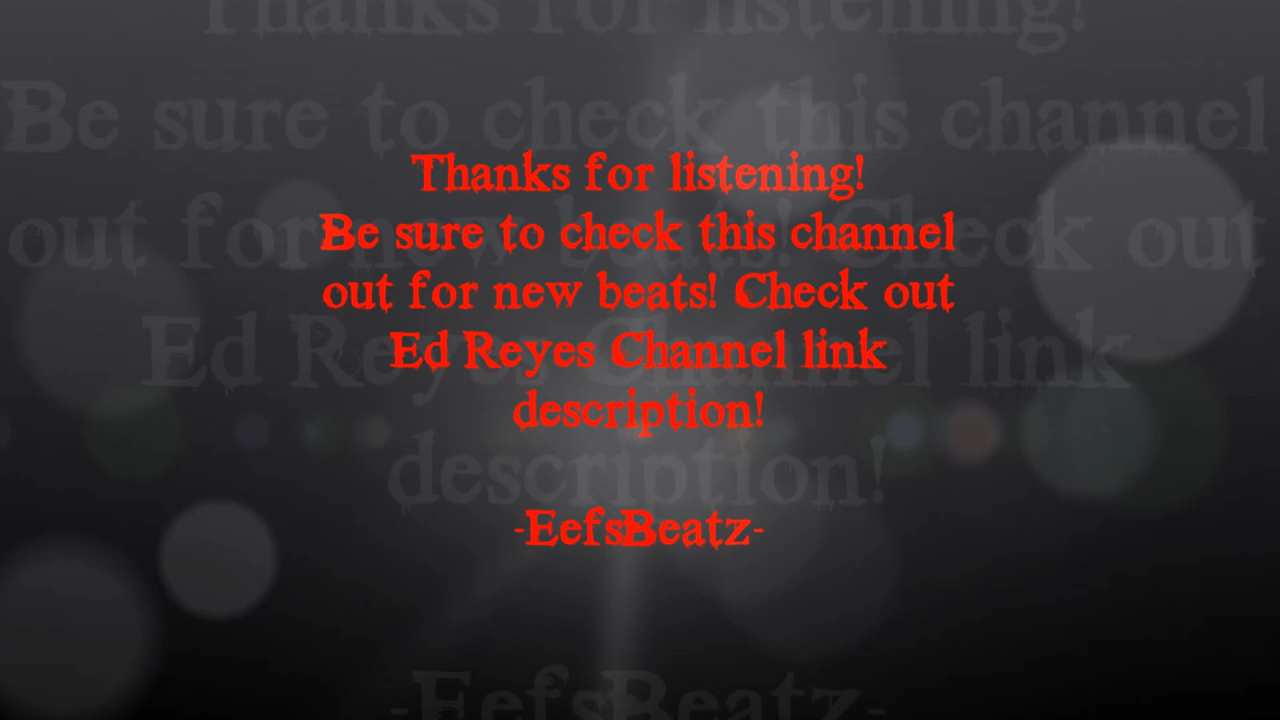 Thanks for listening!
Be sure to check this channel
out for new beats! Check out
Ed Reyes Channel link
description!
-EefsBeatz-